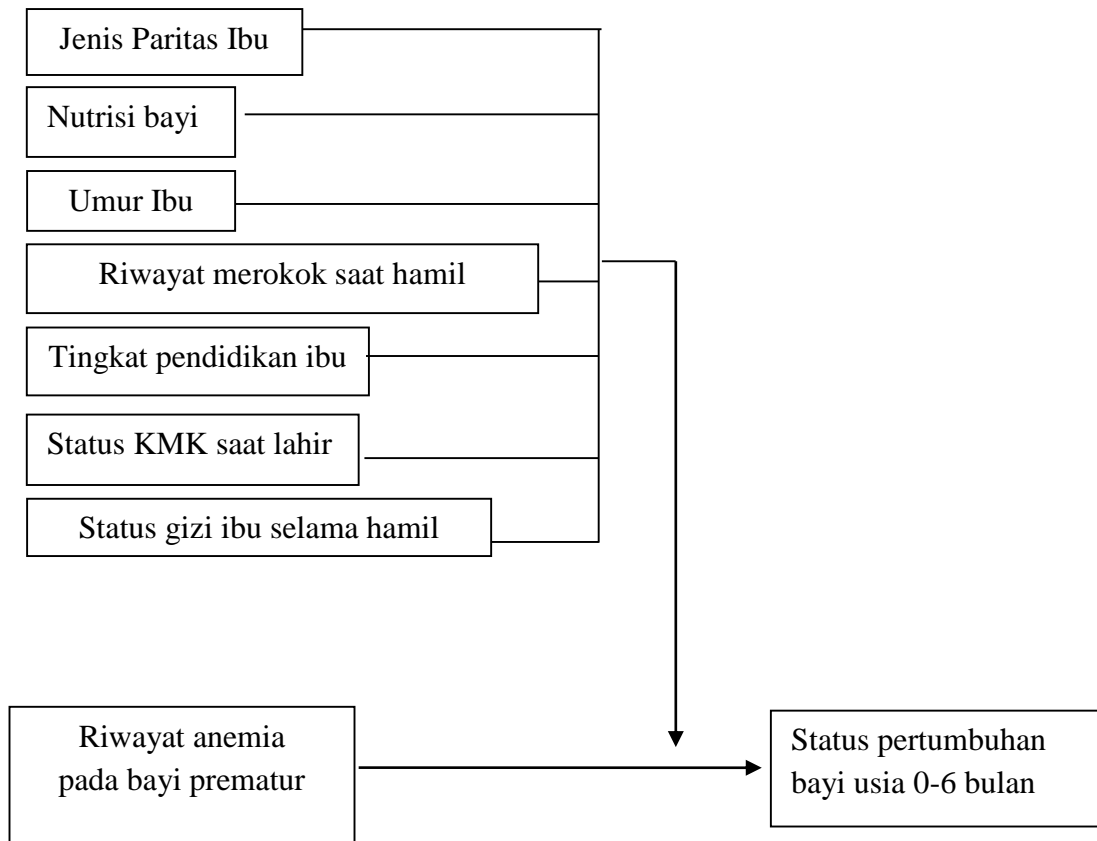 Jenis Paritas Ibu
Nutrisi bayi
Umur Ibu
Riwayat merokok saat hamil
Tingkat pendidikan ibu
Status KMK saat lahir
Status gizi ibu selama hamil
Riwayat anemia
pada bayi prematur
Status pertumbuhan
bayi usia 0-6 bulan